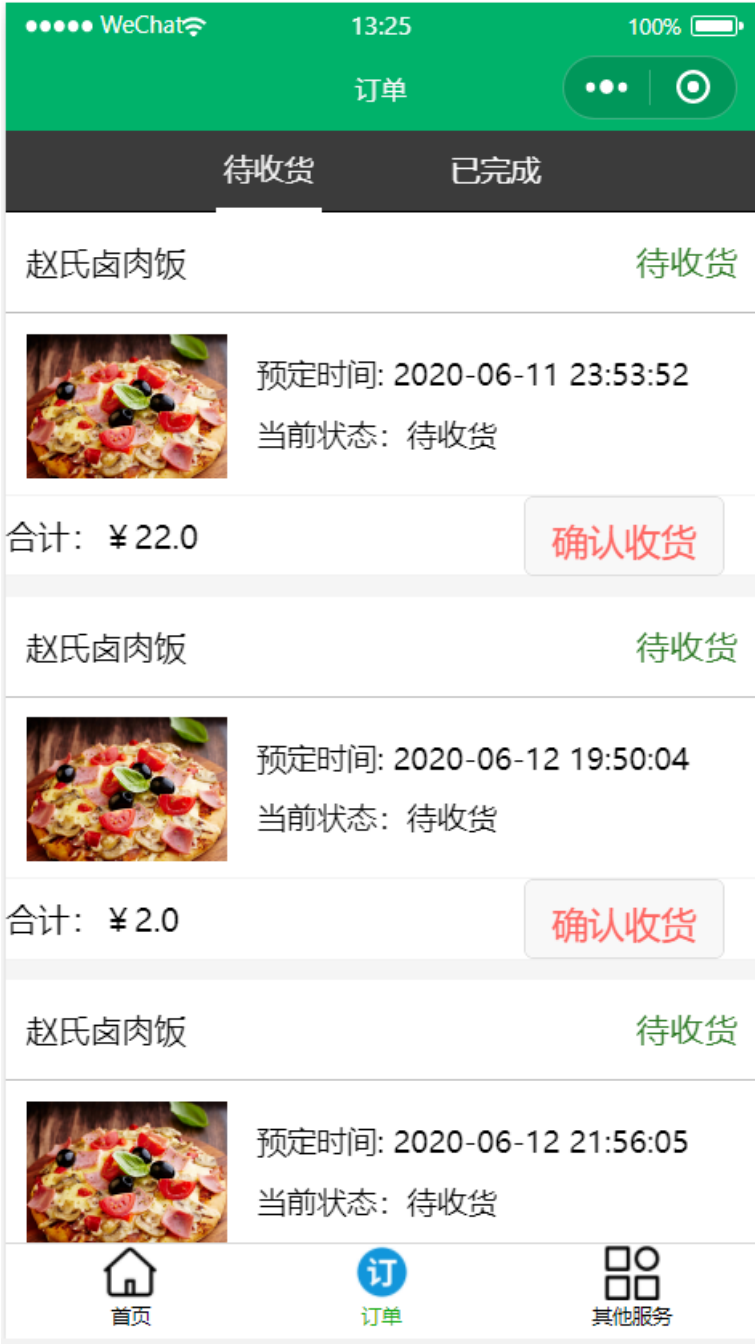 WeChat 13:25 100%
订单
待收货 已完成
赵氏卤肉饭 待收货
预定时间: 2020-06-11 23:53:52
当前状态：待收货
合计：￥22.0 确认收货
赵氏卤肉饭 待收货
预定时间: 2020-06-12 19:50:04
当前状态：待收货
合计：￥2.0 确认收货
赵氏卤肉饭 待收货
预定时间: 2020-06-12 21:56:05
当前状态：待收货
订
首页 订单 其他服务